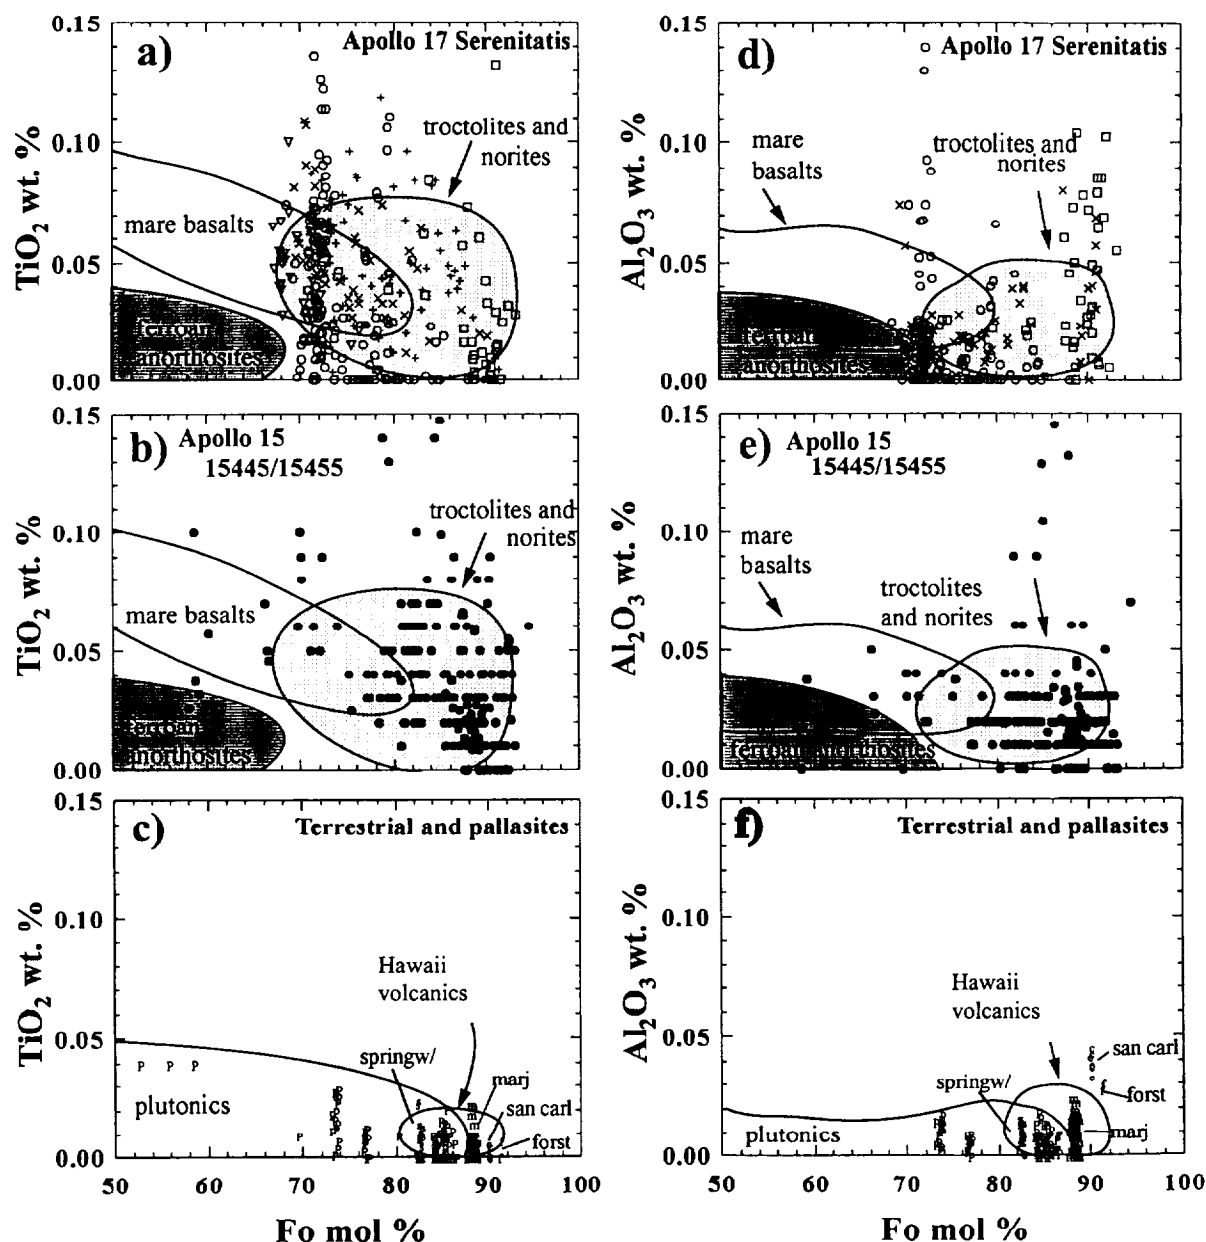 a)
Apollo 17 Serenitatis
TiO2 wt. %
0.15
0.10
0.05
0.00
troctolites and
norites
mare basalts
ferroan
anorthosites
d)
Apollo 17 Serenitatis
Al2O3 wt. %
0.15
0.10
0.05
0.00
mare
basalts
troctolites and
norites
ferroan
anorthosites
b)
Apollo 15
15445/15455
TiO2 wt. %
0.15
0.10
0.05
0.00
troctolites and
norites
mare basalts
ferroan
anorthosites
e)
Apollo 15
15445/15455
Al2O3 wt. %
0.15
0.10
0.05
0.00
mare
basalts
troctolites
and norites
ferroan anorthosites
c)
Terrestrial and pallasites
TiO2 wt. %
0.15
0.10
0.05
0.00
Hawaii
volcanics
springw/
marj
san carl
forst
plutonics
P P P
50 60 70 80 90 100
Fo mol %
f)
Terrestrial and pallasites
Al2O3 wt. %
0.15
0.10
0.05
0.00
Hawaii
volcanics
san carl
springw/
forst
marj
plutonics
50 60 70 80 90 100
Fo mol %